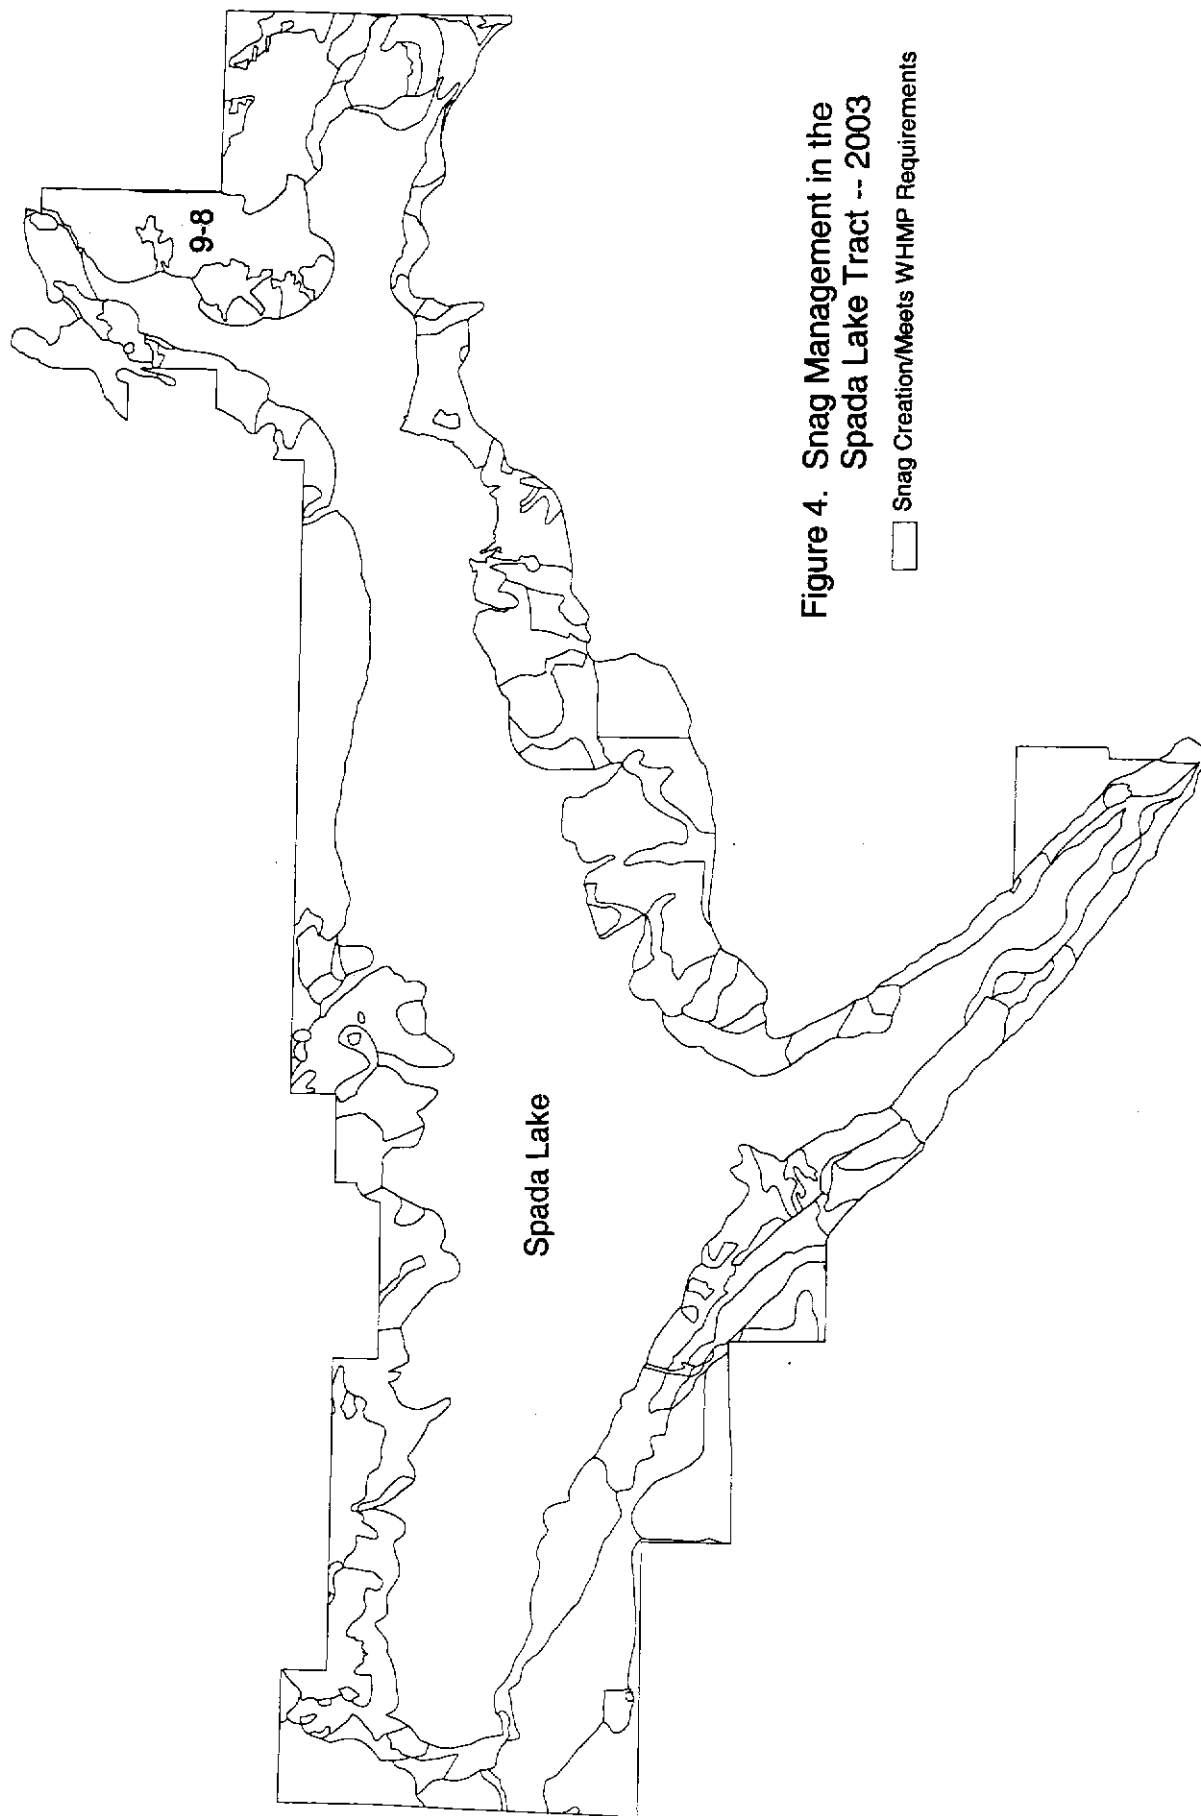 9-8
Spada Lake
Figure 4. Snag Management in the
Spada Lake Tract -- 2003
Snag Creation/Meets WHMP Requirements